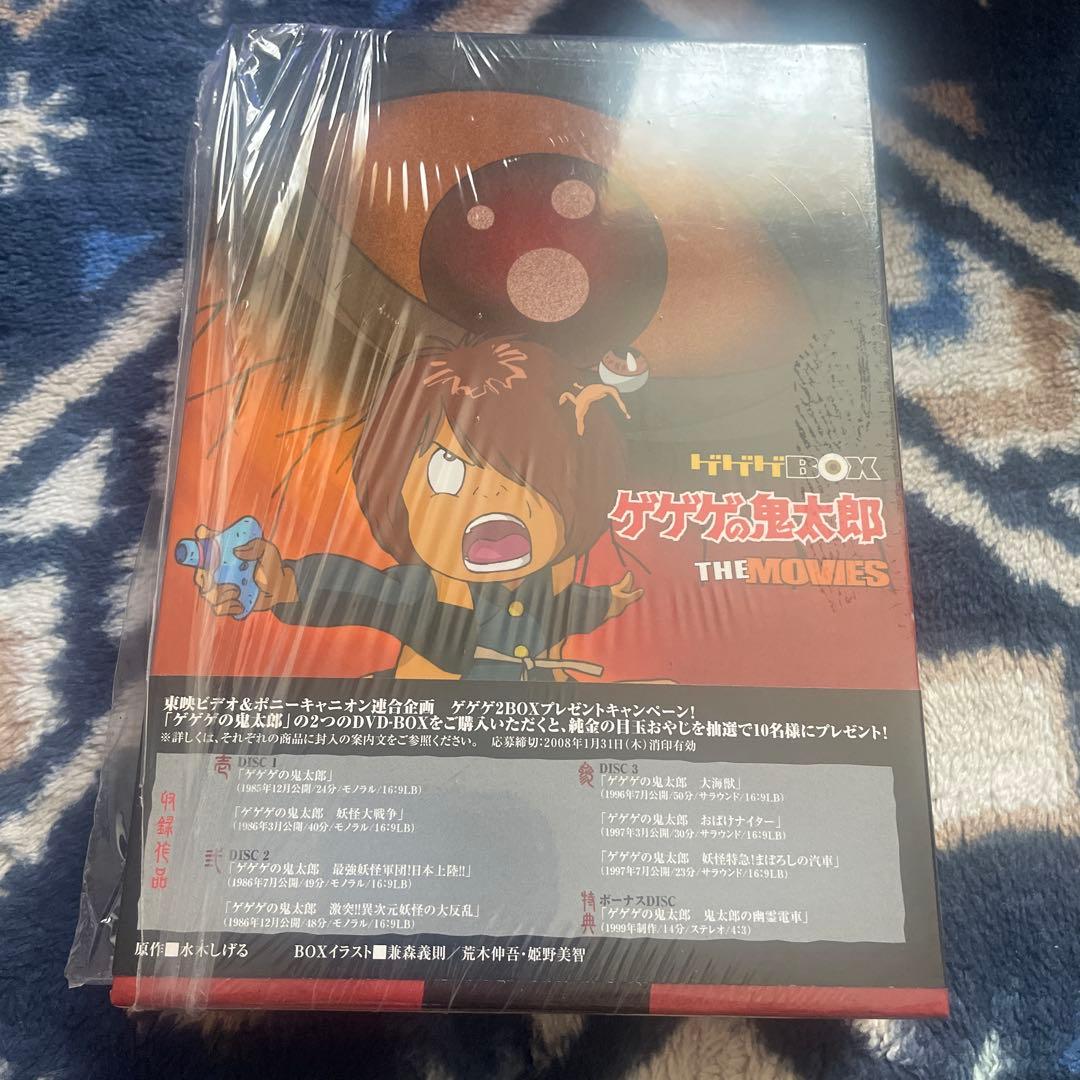 ゲゲゲBOX
ゲゲゲの鬼太郎
THE MOVIES
東映ビデオ&ポニーキャニオン連合企画 ゲゲゲ2BOXプレゼントキャンペーン!
「ゲゲゲの鬼太郎」の2つのDVD-BOXをご購入いただくと、純金の目玉おやじを抽選で10名様にプレゼント!
※詳しくは、それぞれの商品に封入の案内文をご参照ください。 応募締切:2008年1月31日(木)消印有効
収録作品
壱 DISC 1
「ゲゲゲの鬼太郎」
(1985年12月公開/24分/モノラル/16:9LB)
「ゲゲゲの鬼太郎 妖怪大戦争」
(1986年3月公開/40分/モノラル/16:9LB)
弐 DISC 2
「ゲゲゲの鬼太郎 最強妖怪軍団!日本上陸!!」
(1986年7月公開/49分/モノラル/16:9LB)
「ゲゲゲの鬼太郎 激突!!異次元妖怪の大反乱」
(1986年12月公開/48分/モノラル/16:9LB)
参 DISC 3
「ゲゲゲの鬼太郎 大海獣」
(1996年7月公開/50分/サラウンド/16:9LB)
「ゲゲゲの鬼太郎 おばけナイター」
(1997年3月公開/30分/サラウンド/16:9LB)
「ゲゲゲの鬼太郎 妖怪特急!まぼろしの汽車」
(1997年7月公開/23分/サラウンド/16:9LB)
特典 ボーナスDISC
「ゲゲゲの鬼太郎 鬼太郎の幽霊電車」
(1999年制作/14分/ステレオ/4:3)
原作■水木しげる BOXイラスト■兼森義則/荒木伸吾・姫野美智